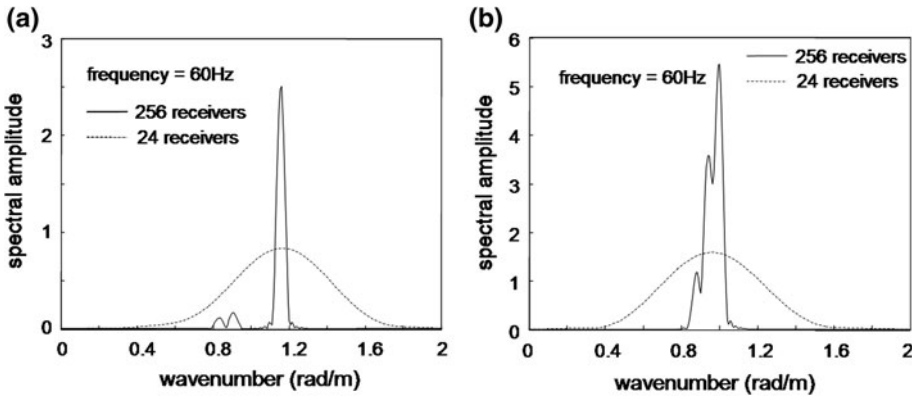 (a)
3
2
1
0
spectral amplitude
frequency = 60Hz
256 receivers
24 receivers
0 0.4 0.8 1.2 1.6 2
wavenumber (rad/m)
(b)
6
5
4
3
2
1
0
spectral amplitude
frequency = 60Hz
256 receivers
24 receivers
0 0.4 0.8 1.2 1.6 2
wavenumber (rad/m)